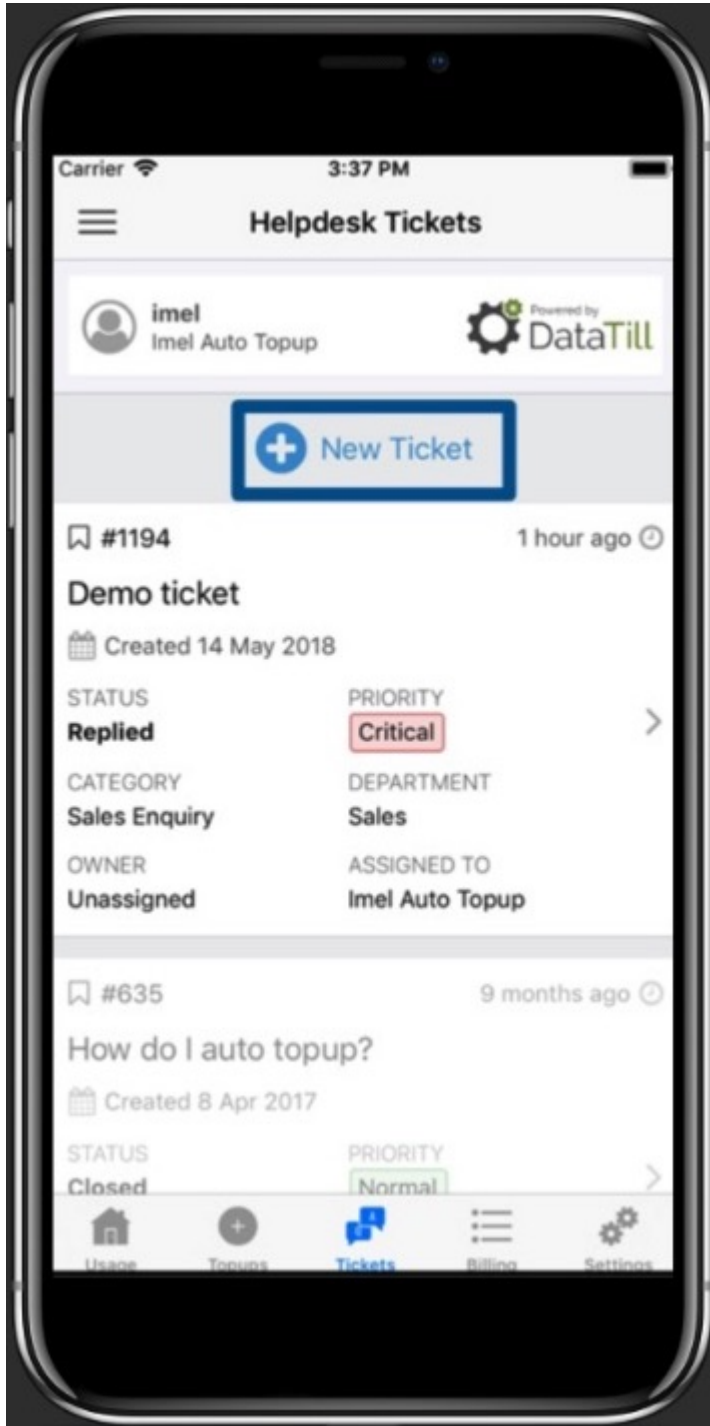 Carrier 3:37 PM
Helpdesk Tickets
imel
Imel Auto Topup
Powered by
DataTill
New Ticket
#1194 1 hour ago
Demo ticket
Created 14 May 2018
STATUS PRIORITY
Replied Critical
CATEGORY DEPARTMENT
Sales Enquiry Sales
OWNER ASSIGNED TO
Unassigned Imel Auto Topup
#635 9 months ago
How do I auto topup?
Created 8 Apr 2017
STATUS PRIORITY
Closed Normal
Usage Topups Tickets Billing Settings